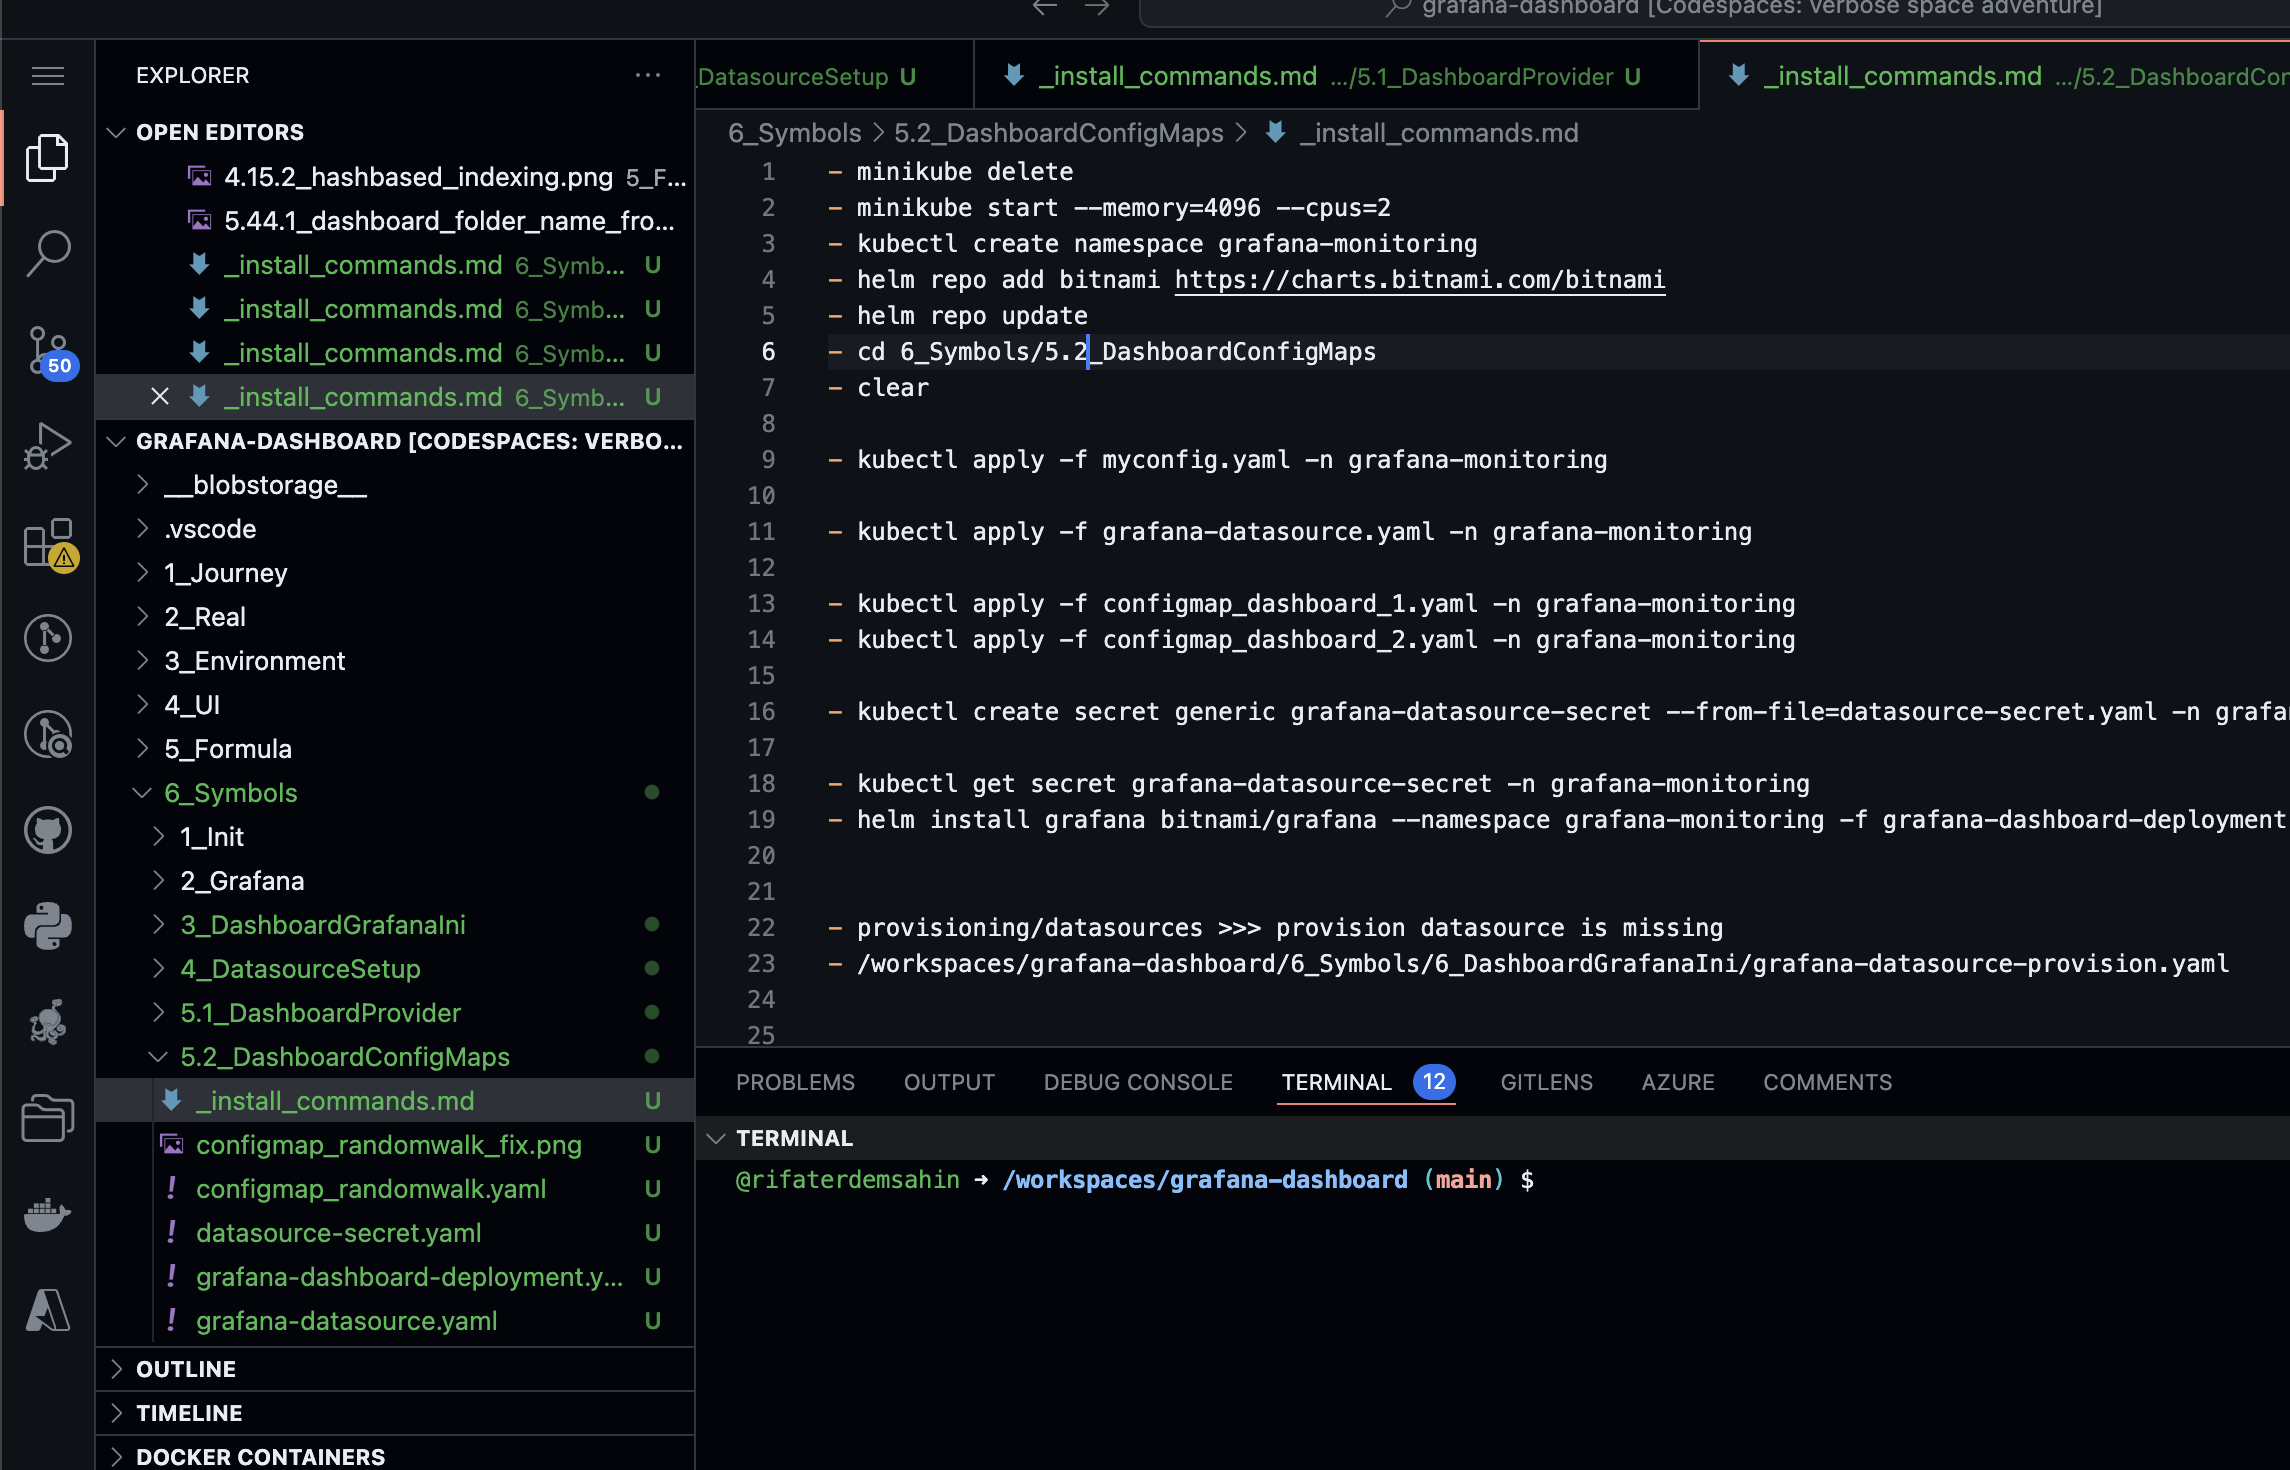 grafana-dashboard [Codespaces: verbose space adventure]
EXPLORER
OPEN EDITORS
4.15.2_hashbased_indexing.png 5_F...
5.44.1_dashboard_folder_name_fro...
_install_commands.md 6_Symb... U
_install_commands.md 6_Symb... U
_install_commands.md 6_Symb... U
_install_commands.md 6_Symb... U
50
GRAFANA-DASHBOARD [CODESPACES: VERBO...
__blobstorage__
.vscode
1_Journey
2_Real
3_Environment
4_UI
5_Formula
6_Symbols
1_Init
2_Grafana
3_DashboardGrafanaIni
4_DatasourceSetup
5.1_DashboardProvider
5.2_DashboardConfigMaps
_install_commands.md U
configmap_randomwalk_fix.png U
configmap_randomwalk.yaml U
datasource-secret.yaml U
grafana-dashboard-deployment.y... U
grafana-datasource.yaml U
OUTLINE
TIMELINE
DOCKER CONTAINERS
_DatasourceSetup U
_install_commands.md .../5.1_DashboardProvider U
_install_commands.md .../5.2_DashboardCon
6_Symbols > 5.2_DashboardConfigMaps > _install_commands.md
1 - minikube delete
2 - minikube start --memory=4096 --cpus=2
3 - kubectl create namespace grafana-monitoring
4 - helm repo add bitnami https://charts.bitnami.com/bitnami
5 - helm repo update
6 - cd 6_Symbols/5.2_DashboardConfigMaps
7 - clear
8
9 - kubectl apply -f myconfig.yaml -n grafana-monitoring
10
11 - kubectl apply -f grafana-datasource.yaml -n grafana-monitoring
12
13 - kubectl apply -f configmap_dashboard_1.yaml -n grafana-monitoring
14 - kubectl apply -f configmap_dashboard_2.yaml -n grafana-monitoring
15
16 - kubectl create secret generic grafana-datasource-secret --from-file=datasource-secret.yaml -n grafa
17
18 - kubectl get secret grafana-datasource-secret -n grafana-monitoring
19 - helm install grafana bitnami/grafana --namespace grafana-monitoring -f grafana-dashboard-deployment
20
21
22 - provisioning/datasources >>> provision datasource is missing
23 - /workspaces/grafana-dashboard/6_Symbols/6_DashboardGrafanaIni/grafana-datasource-provision.yaml
24
25
PROBLEMS OUTPUT DEBUG CONSOLE TERMINAL 12 GITLENS AZURE COMMENTS
TERMINAL
@rifaterdemsahin ➜ /workspaces/grafana-dashboard (main) $